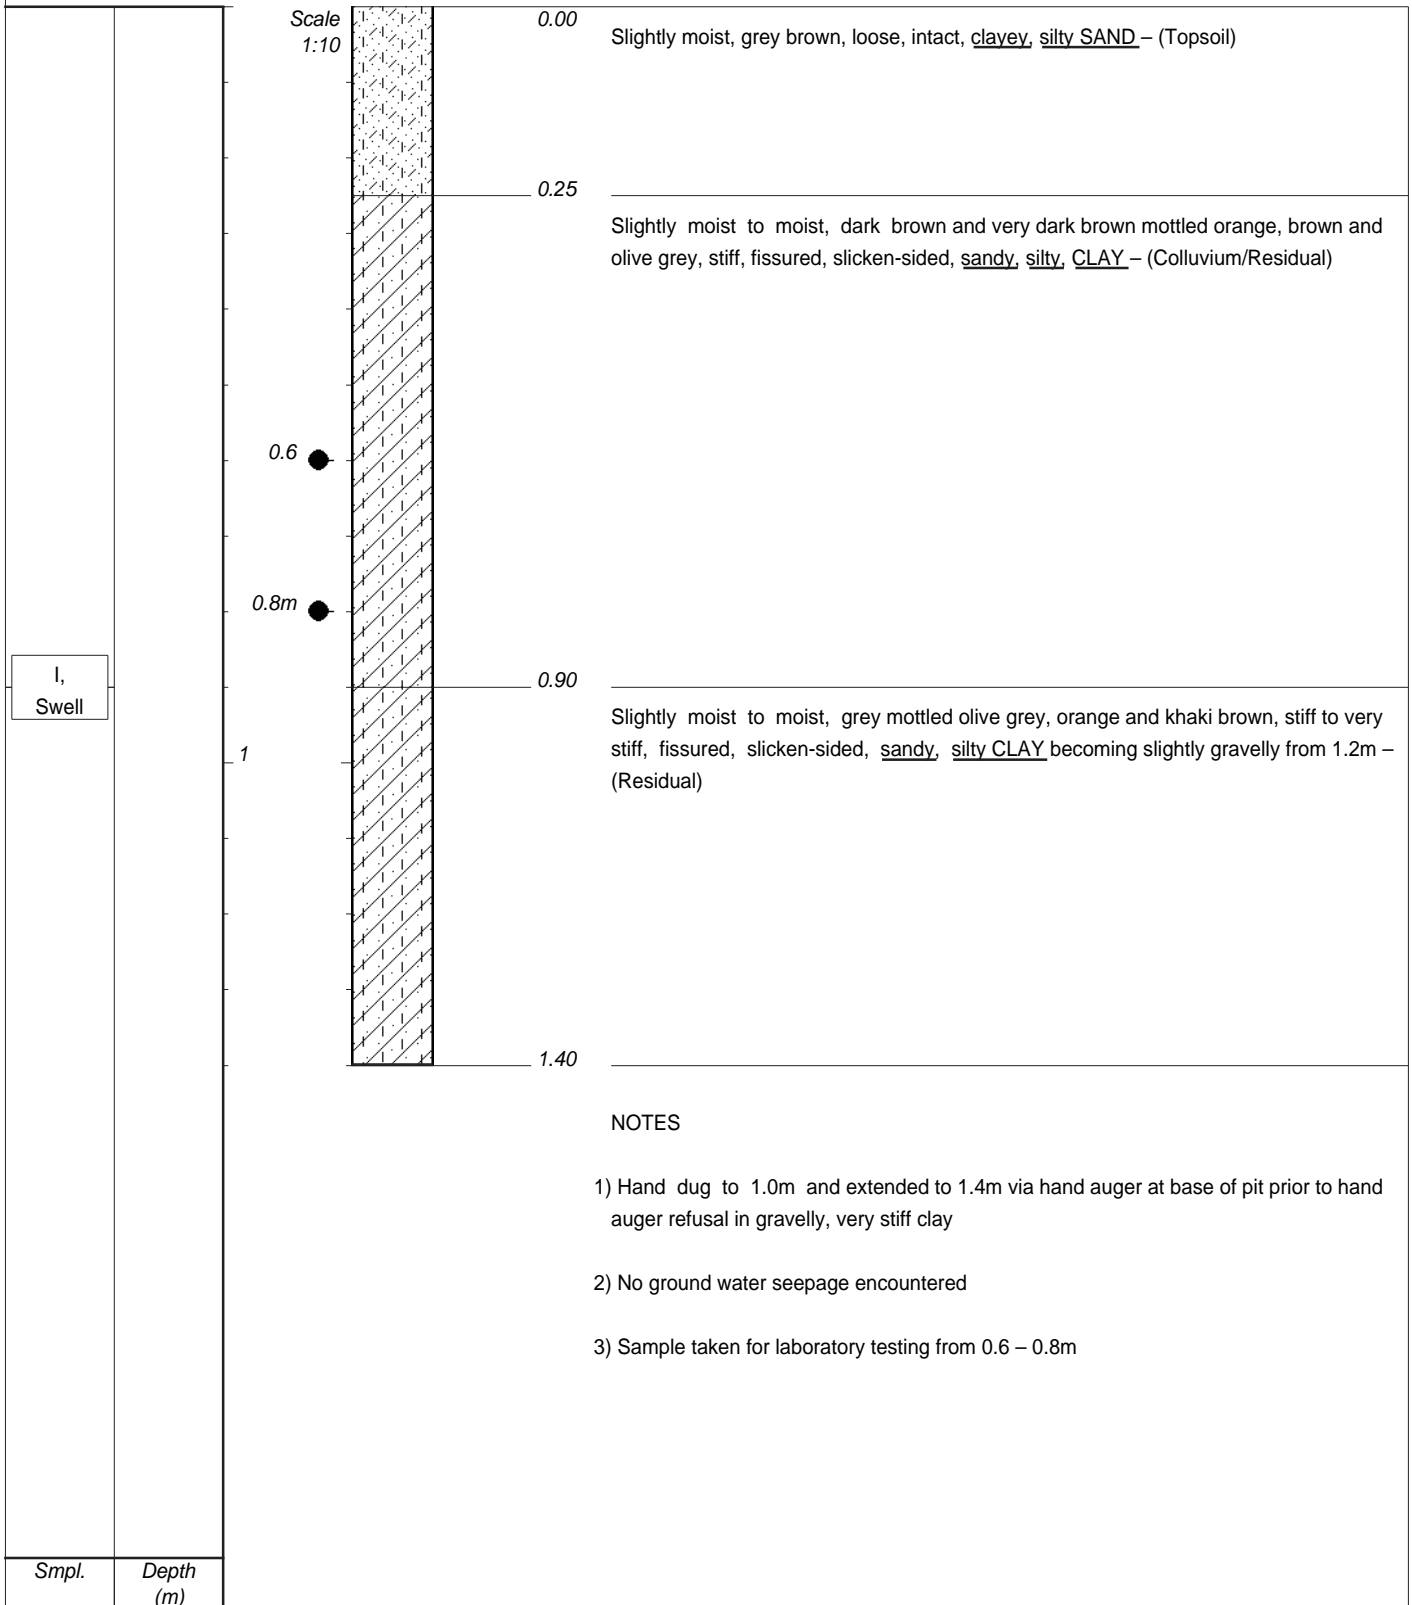 Scale
1:10
0.00
Slightly moist, grey brown, loose, intact, clayey, silty SAND – (Topsoil)
0.25
Slightly moist to moist, dark brown and very dark brown mottled orange, brown and
olive grey, stiff, fissured, slicken-sided, sandy, silty, CLAY – (Colluvium/Residual)
0.6
0.8m
I,
Swell
0.90
Slightly moist to moist, grey mottled olive grey, orange and khaki brown, stiff to very
stiff, fissured, slicken-sided, sandy, silty CLAY becoming slightly gravelly from 1.2m –
(Residual)
1
1.40
NOTES
1) Hand dug to 1.0m and extended to 1.4m via hand auger at base of pit prior to hand
auger refusal in gravelly, very stiff clay
2) No ground water seepage encountered
3) Sample taken for laboratory testing from 0.6 – 0.8m
Smpl.
Depth
(m)